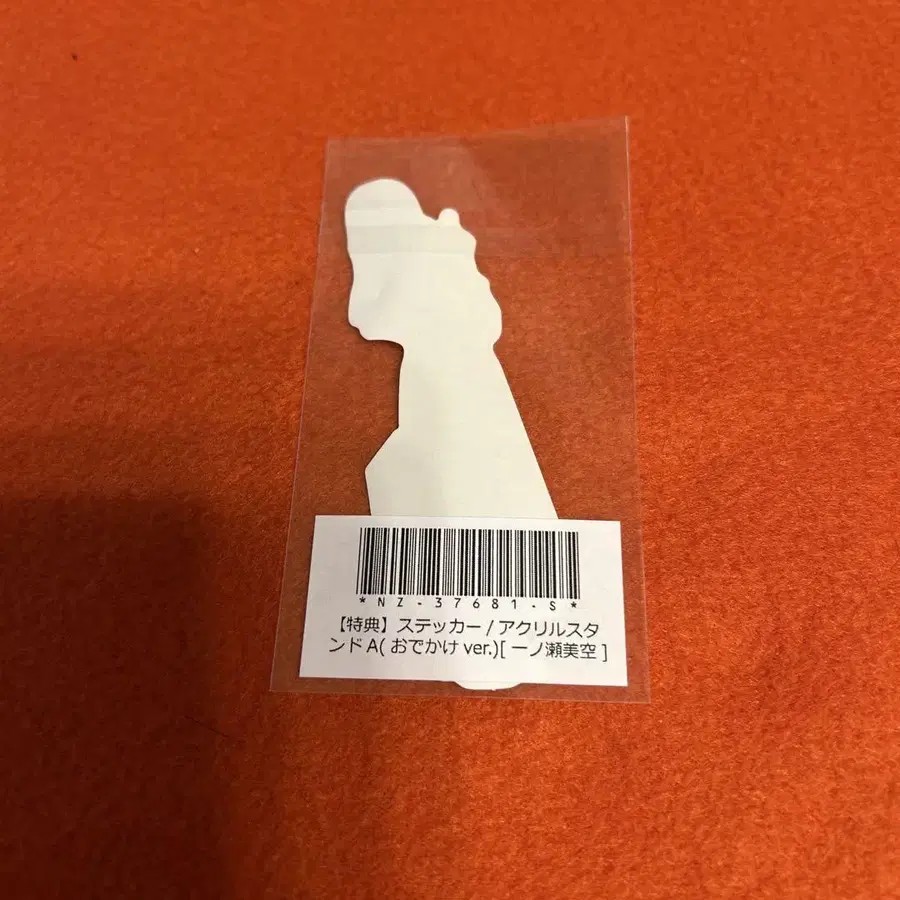 *NZ-37681-S*
【特典】ステッカー / アクリルスタ
ンド A( おでかけ ver.)[ 一ノ瀬美空 ]